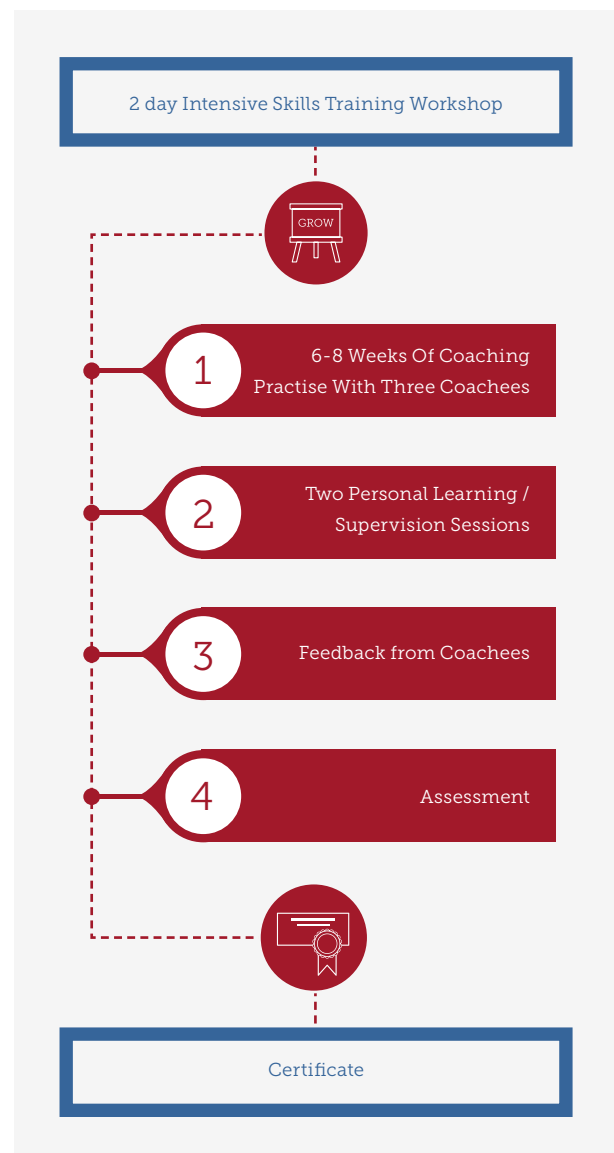 2 day Intensive Skills Training Workshop
GROW
1
6-8 Weeks Of Coaching
Practise With Three Coachees
2
Two Personal Learning /
Supervision Sessions
3
Feedback from Coachees
4
Assessment
Certificate